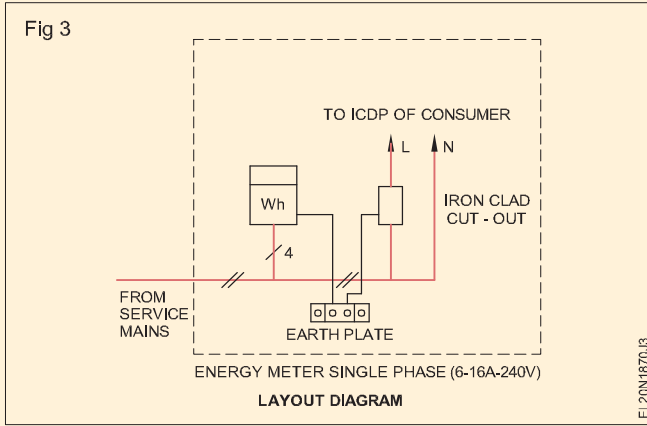 Fig 3
TO ICDP OF CONSUMER
L N
Wh
IRON CLAD
CUT - OUT
4
FROM
SERVICE
MAINS
EARTH PLATE
ENERGY METER SINGLE PHASE (6-16A-240V)
LAYOUT DIAGRAM
EL20N1870J3